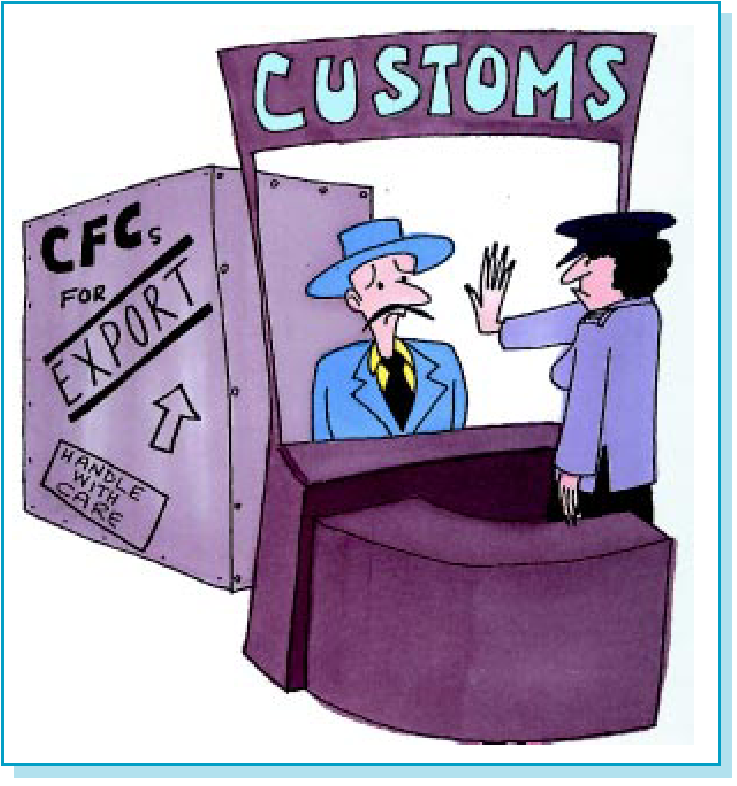 CUSTOMS
CFCs
FOR
EXPORT
HANDLE
WITH
CARE